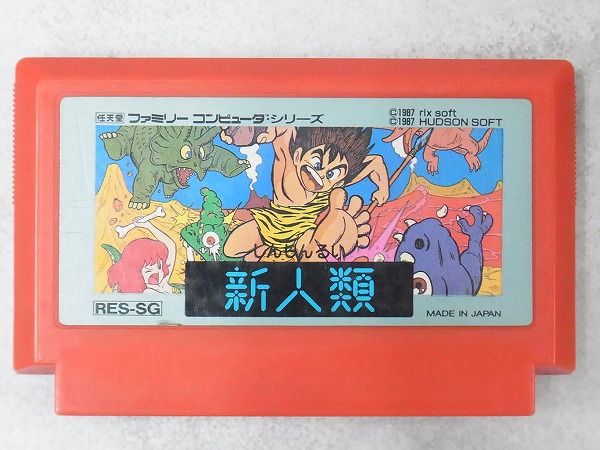 任天堂 ファミリー コンピュータ:シリーズ
©1987 rix soft
©1987 HUDSON SOFT
しんじんるい
新人類
RES-SG
MADE IN JAPAN